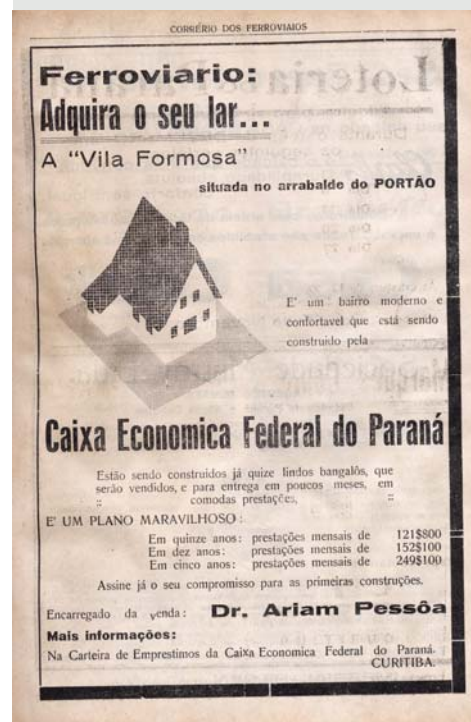 CORRÉRIO DOS FERROVIAIOS
Ferroviario:
Adquira o seu lar...
A "Vila Formosa"
situada no arrabalde do PORTÃO
E' um bairro moderno e
confortavel que está sendo
construido pela
Caixa Economica Federal do Paraná
Estão sendo construidos já quize lindos bangalôs, que
serão vendidos, e para entrega em poucos meses, em
:: comodas prestações, ::
E' UM PLANO MARAVILHOSO:
Em quinze anos: prestações mensais de 121$800
Em dez anos: prestações mensais de 152$100
Em cinco anos: prestações mensais de 249$100
Assine já o seu compromisso para as primeiras construções.
Encarregado da venda: Dr. Ariam Pessôa
Mais informações:
Na Carteira de Emprestimos da Caixa Economica Federal do Paraná.
CURITIBA.